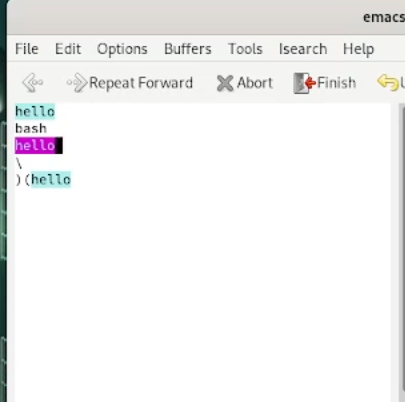 emacs
File Edit Options Buffers Tools Isearch Help
Repeat Forward Abort Finish
hello
bash
hello
\
)(hello